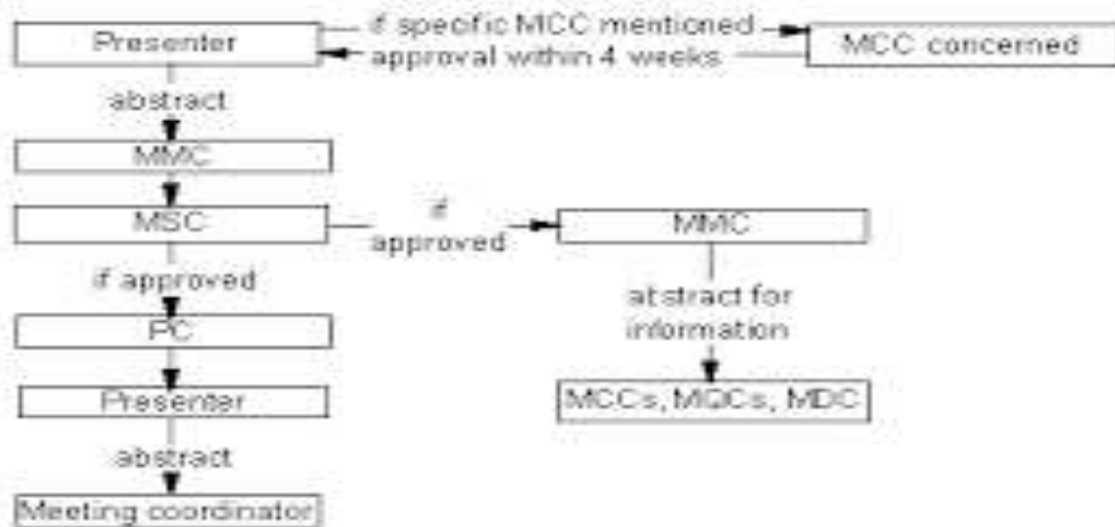 Presenter
if specific MCC mentioned
approval within 4 weeks
MCC concerned
abstract
MMC
MSC
if
approved
MMC
if approved
abstract for
information
PC
Presenter
MCCs, MQCs, MDC
abstract
Meeting coordinator